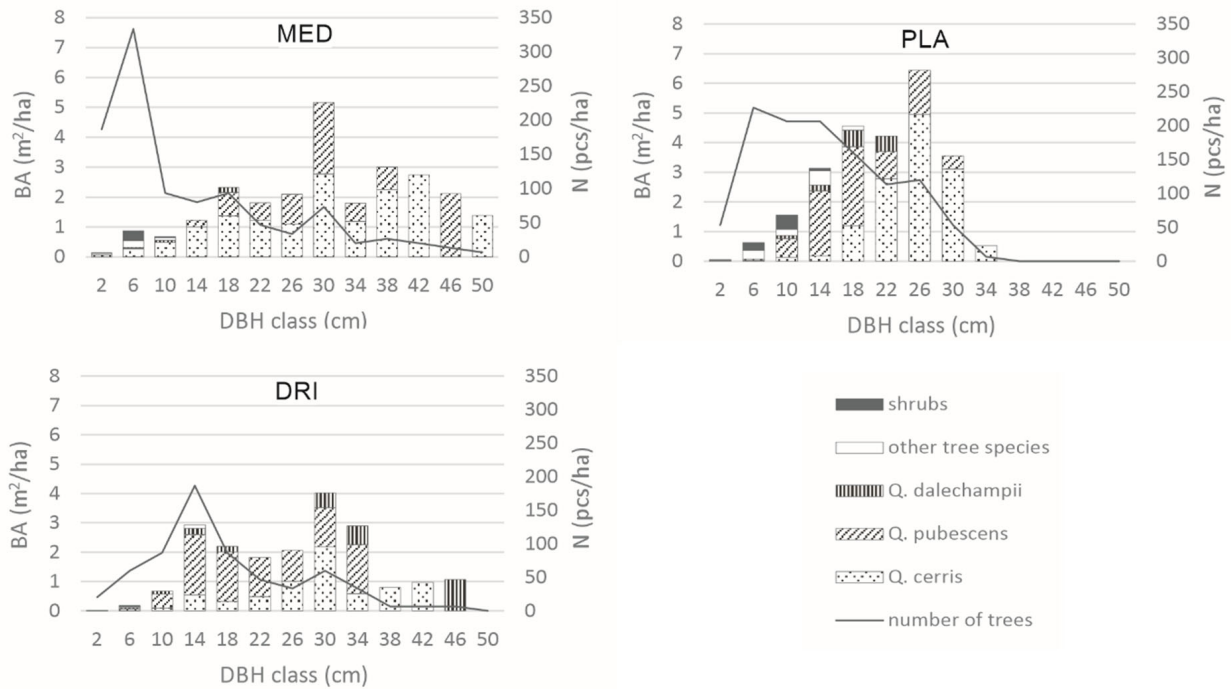 MED
8
7
6
5
4
3
2
1
0
BA (m²/ha)
350
300
250
200
150
100
50
0
N (pcs/ha)
2 6 10 14 18 22 26 30 34 38 42 46 50
DBH class (cm)
PLA
8
7
6
5
4
3
2
1
0
BA (m²/ha)
350
300
250
200
150
100
50
0
N (pcs/ha)
2 6 10 14 18 22 26 30 34 38 42 46 50
DBH class (cm)
DRI
8
7
6
5
4
3
2
1
0
BA (m²/ha)
350
300
250
200
150
100
50
0
N (pcs/ha)
2 6 10 14 18 22 26 30 34 38 42 46 50
DBH class (cm)
shrubs
other tree species
Q. dalechampii
Q. pubescens
Q. cerris
number of trees